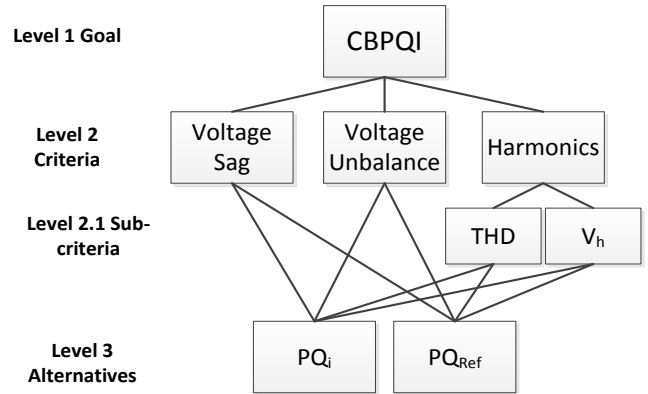 Level 1 Goal
CBPQI
Level 2
Criteria
Voltage
Sag
Voltage
Unbalance
Harmonics
Level 2.1 Sub-
criteria
THD
Vh
Level 3
Alternatives
PQi
PQRef